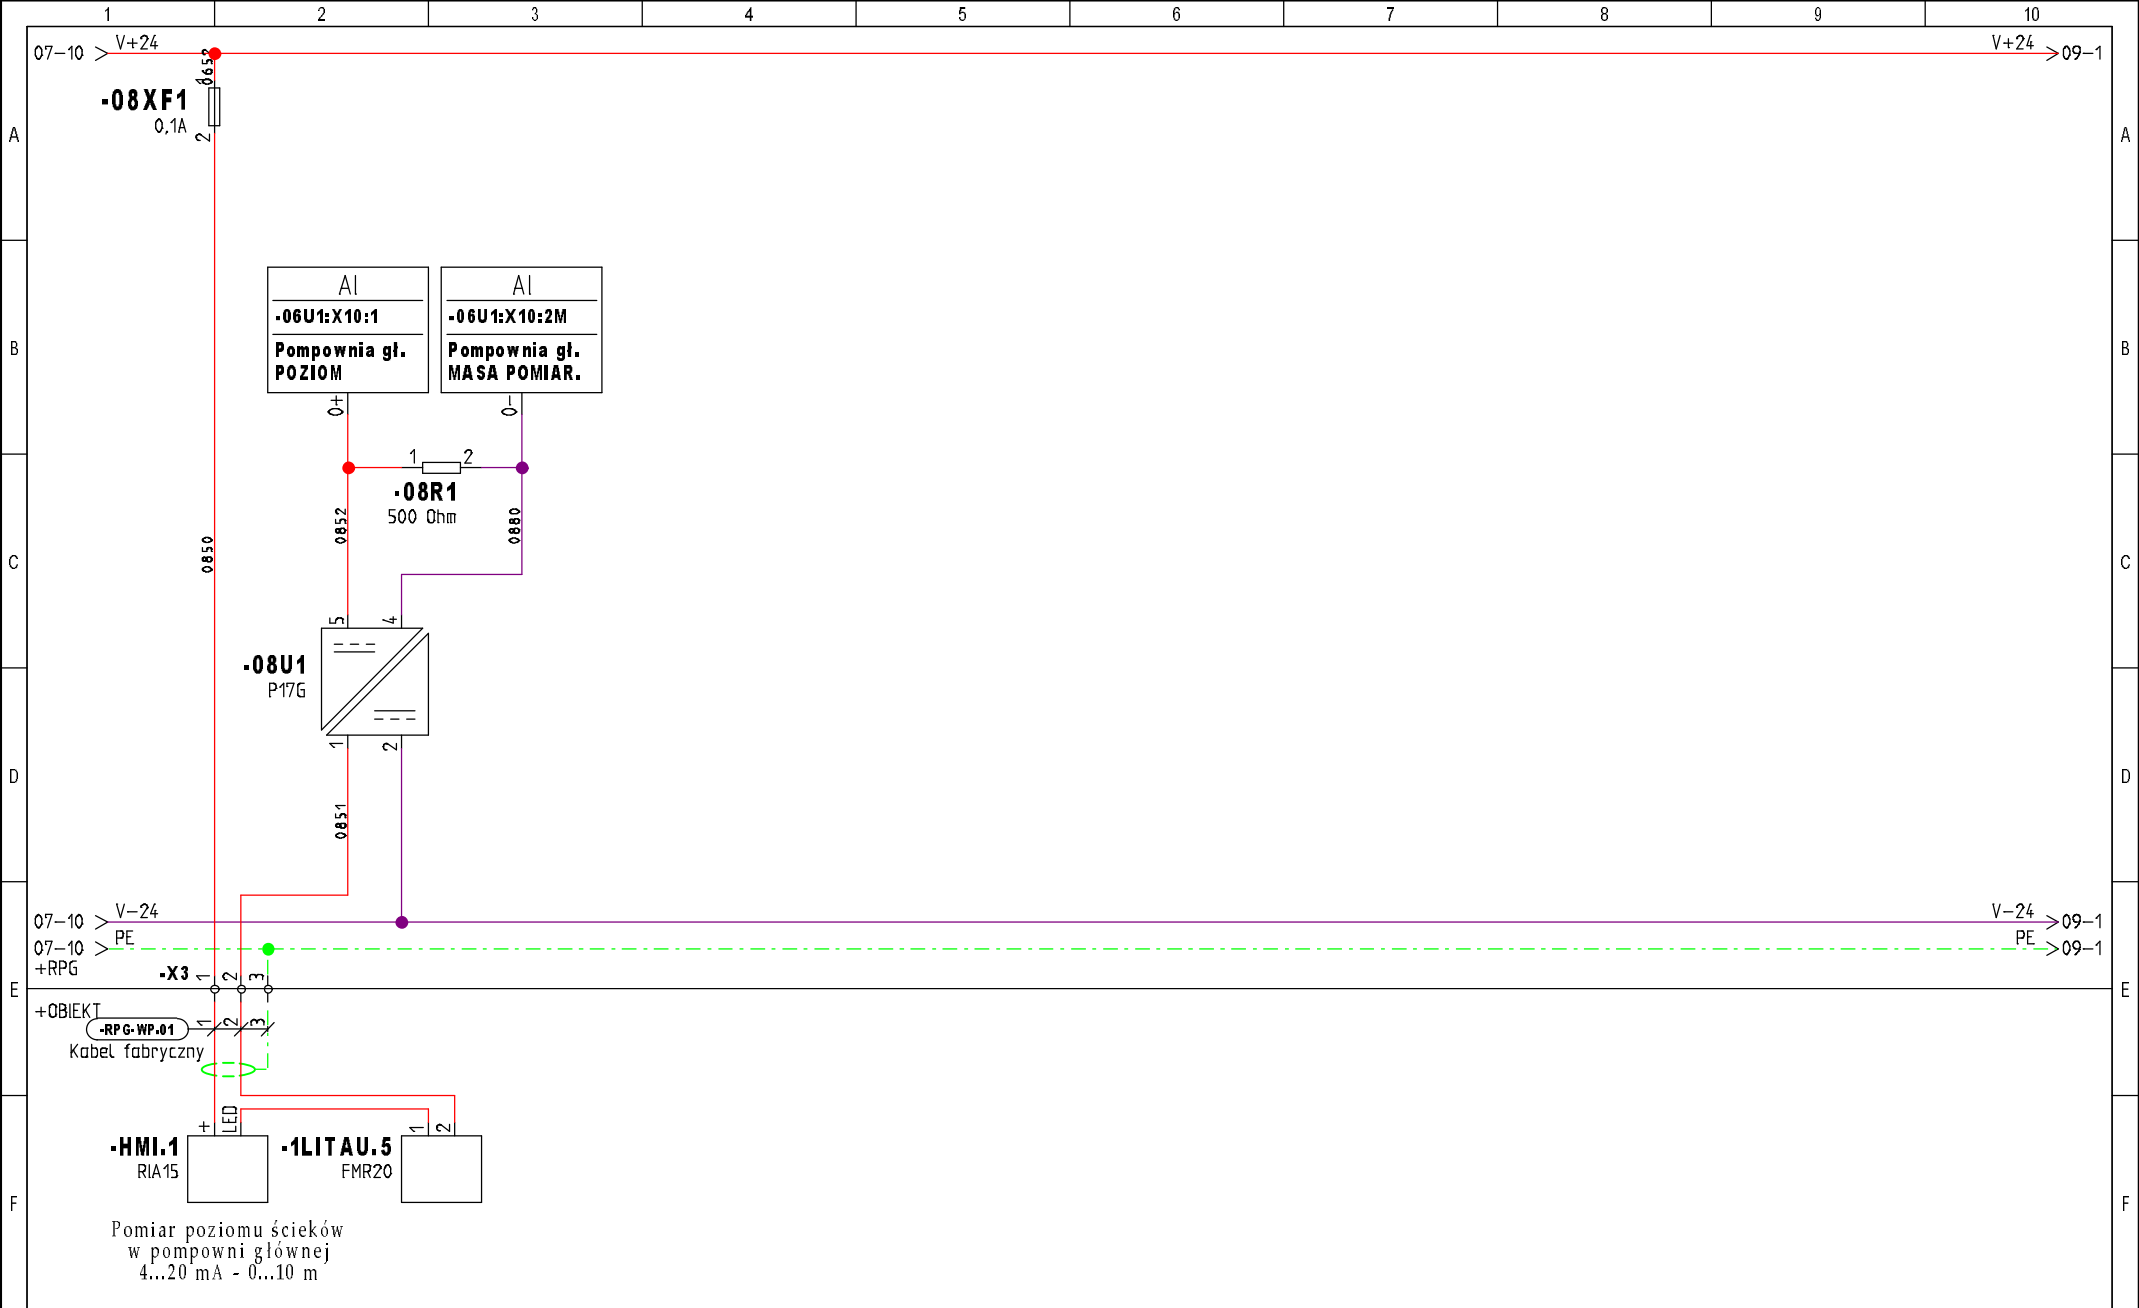 1 2 3 4 5 6 7 8 9 10
07-10 V+24 V+24 09-1
0652
1
-08XF1
0,1A
2
A A
AI AI
-06U1:X10:1 -06U1:X10:2M
B B
Pompownia gł. Pompownia gł.
POZIOM MASA POMIAR.
0+ 0-
1 2
-08R1
500 Ohm
0850 0852 0880
C C
5 4
-08U1
P17G
1 2
D D
0851
07-10 V-24 V-24 09-1
07-10 PE PE 09-1
+RPG
-X3 1 2 3
E E
+OBIEKT
-RPG-WP.01 1 2 3
Kabel fabryczny
+ LED 1 2
-HMI.1 -1LITAU.5
RIA15 FMR20
F F
Pomiar poziomu ścieków
w pompowni głównej
4...20 mA - 0...10 m